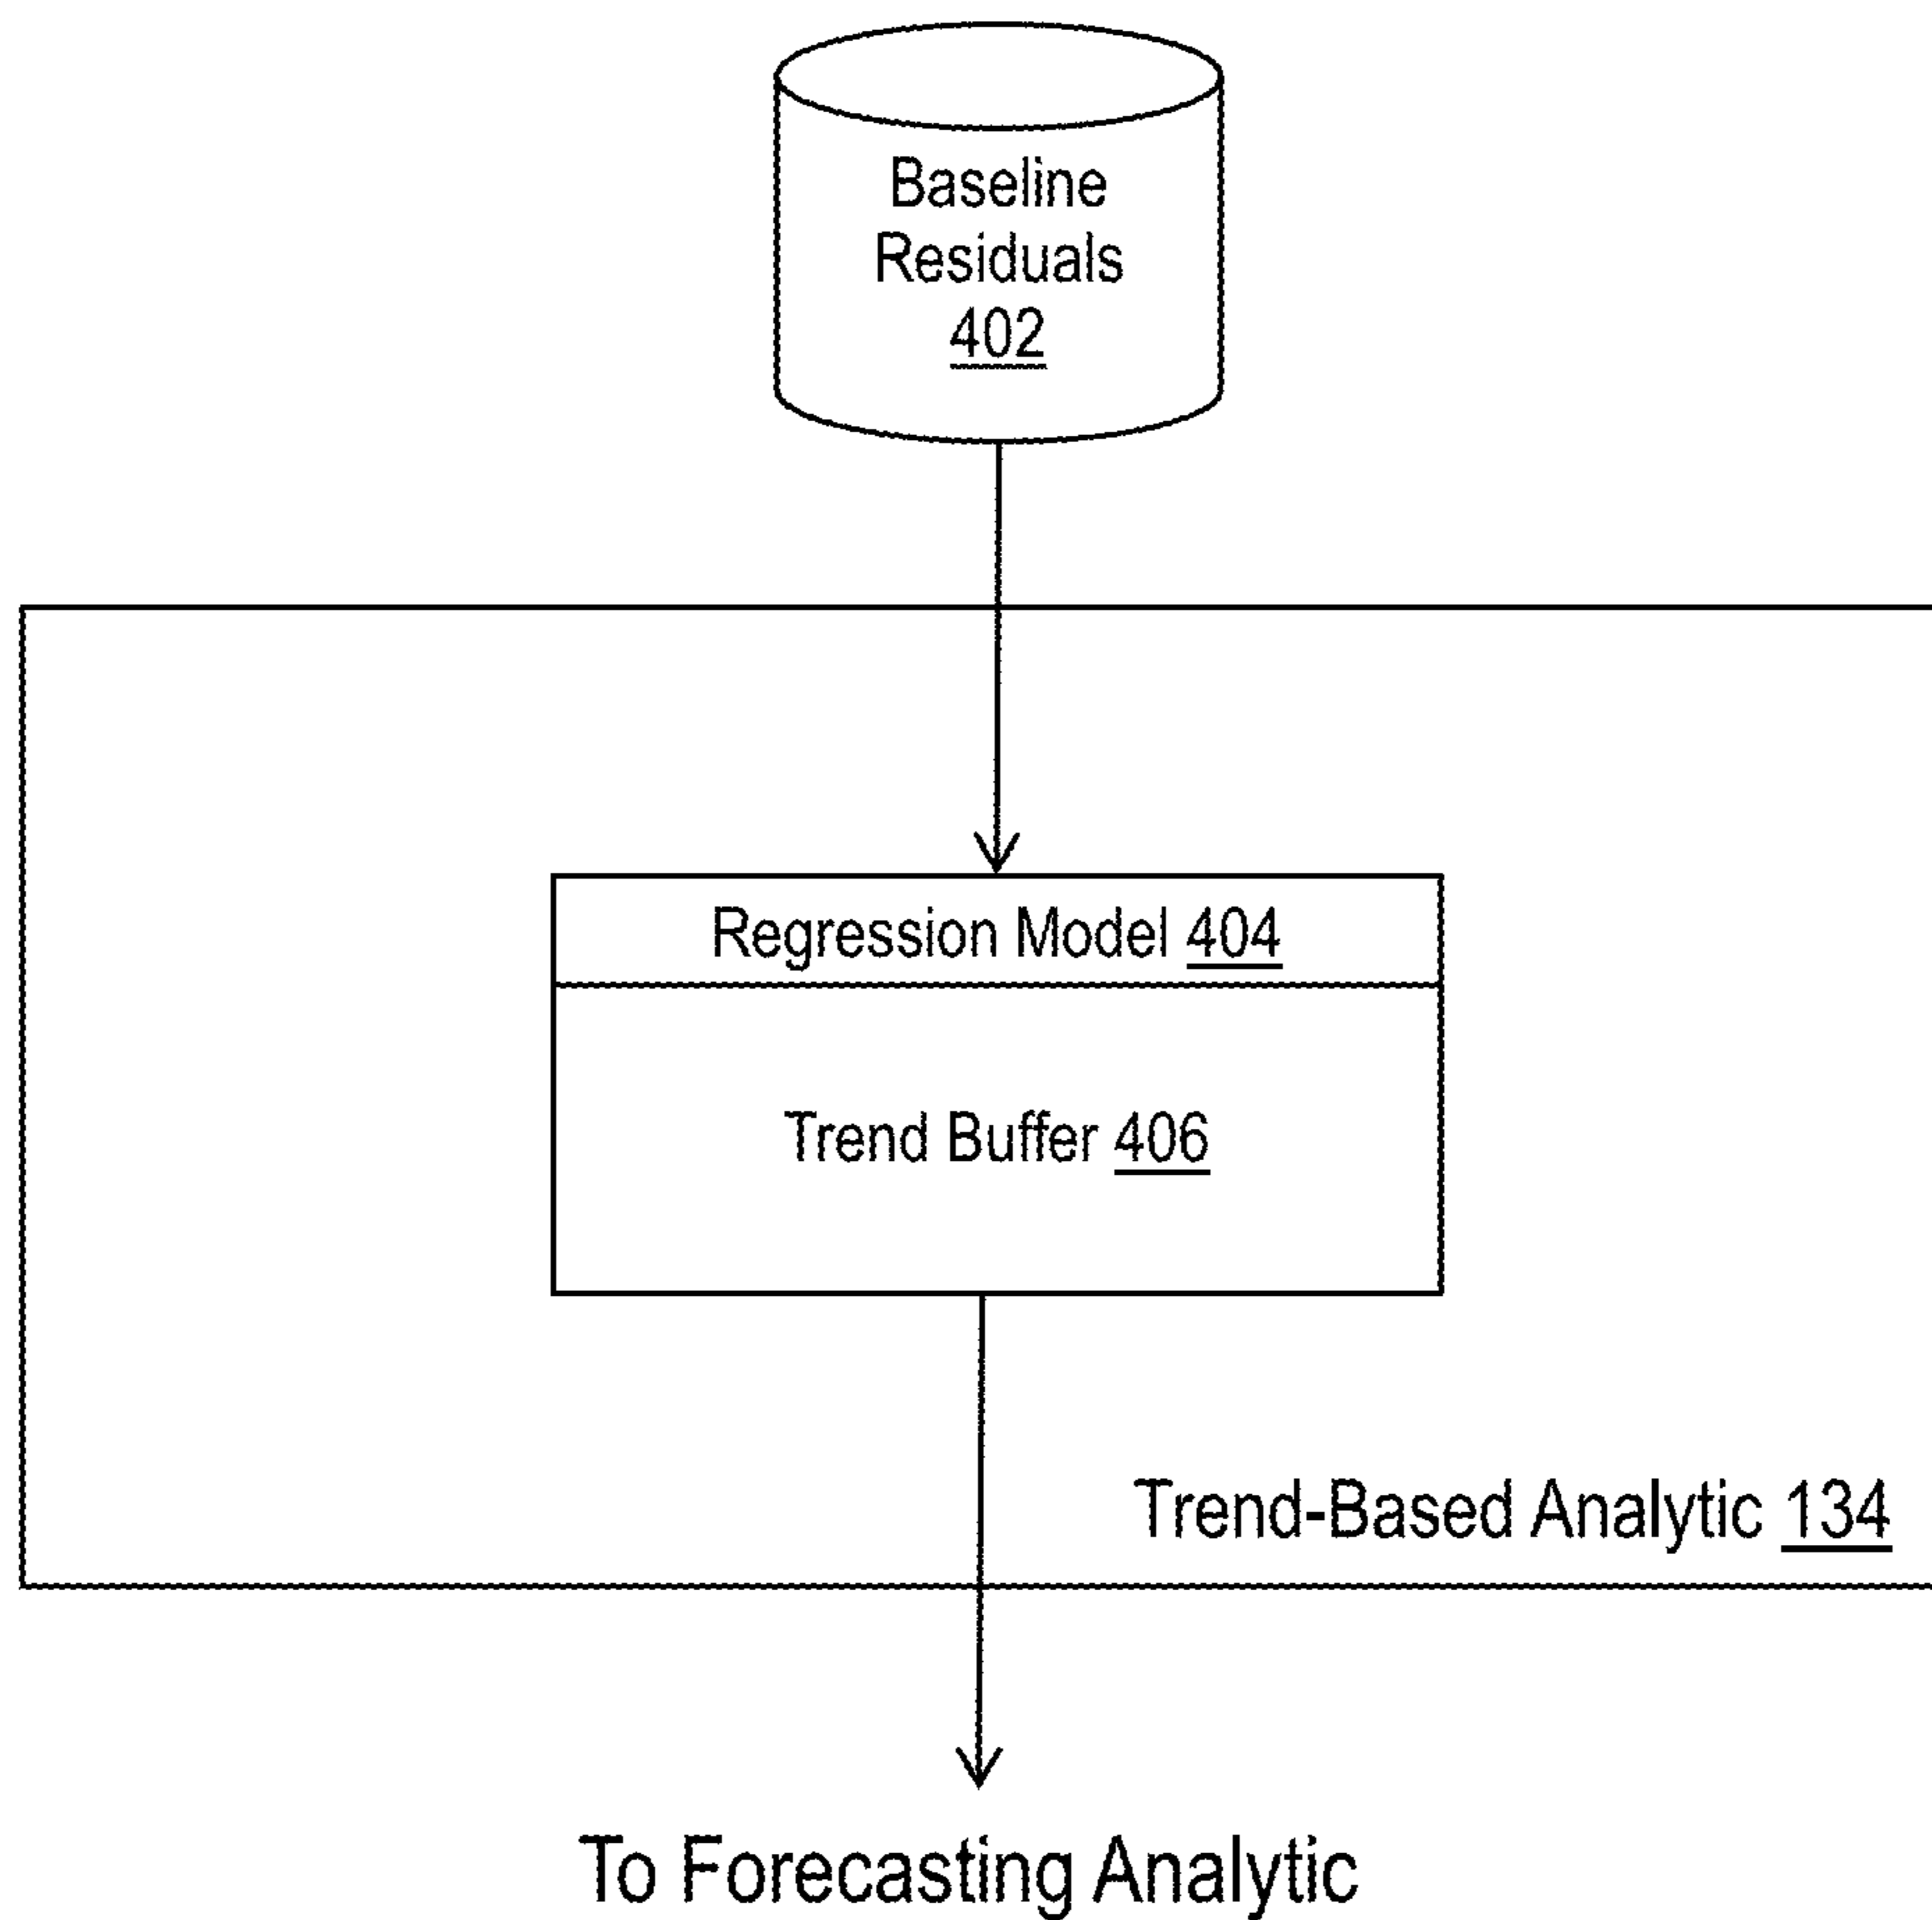 Baseline
Residuals
402
Regression Model 404
Trend Buffer 406
Trend-Based Analytic 134
To Forecasting Analytic